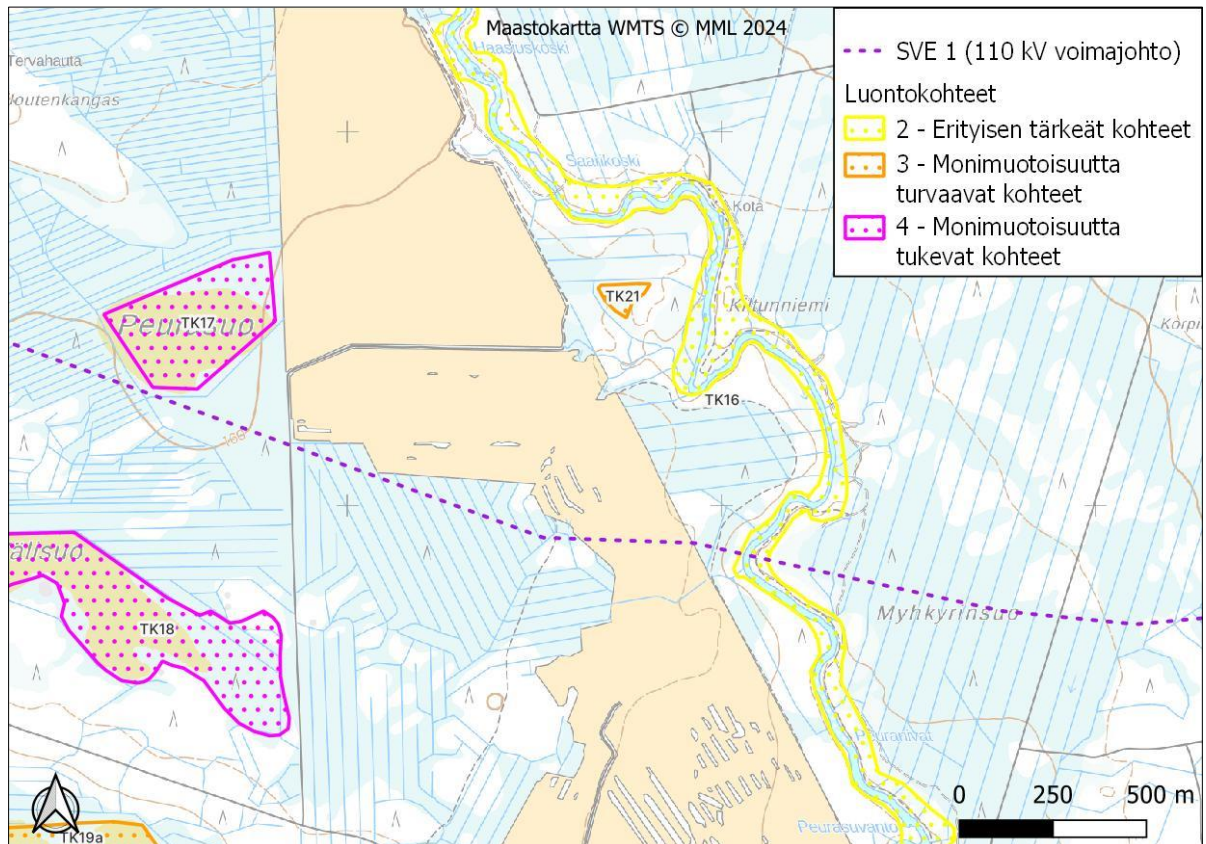 Maastokartta WMTS © MML 2024
SVE 1 (110 kV voimajohto)
Luontokohteet
2 - Erityisen tärkeät kohteet
3 - Monimuotoisuutta
turvaavat kohteet
4 - Monimuotoisuutta
tukevat kohteet
Haastuskoski
Tervahauta
Joutenkangas
Saarikoski
Kota
TK21
Kiltunniemi
Peurasuo
TK17
TK16
älisuo
TK18
Myhkyrinsuo
Peuranivat
Peurasuvanto
TK19a
0 250 500 m